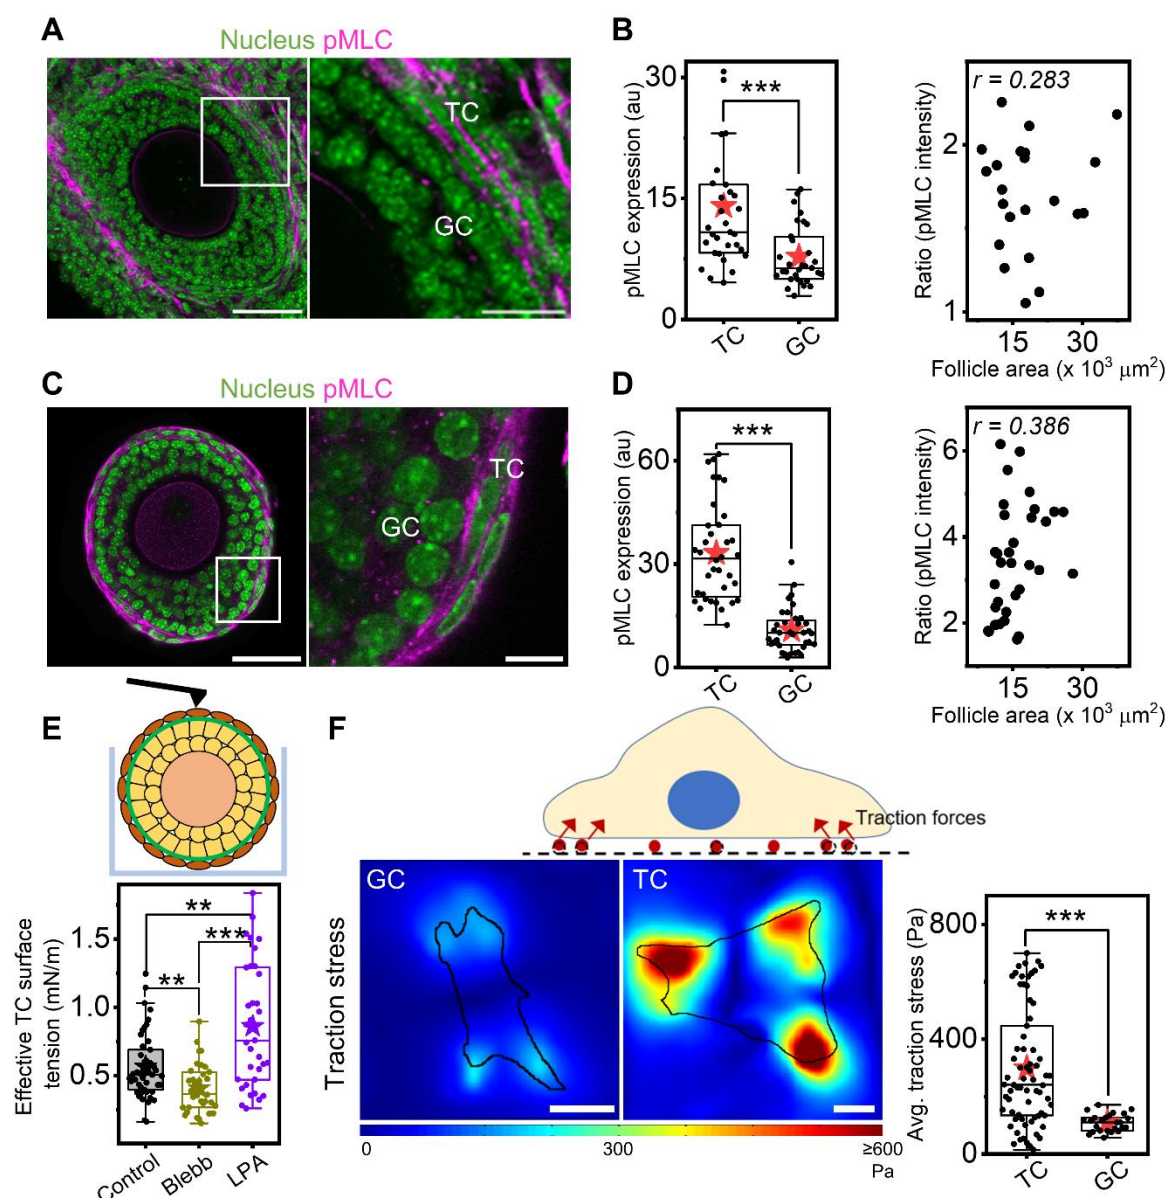 A
Nucleus pMLC
TC
GC
B
pMLC expression (au)
30
15
0
***
TC
GC
Ratio (pMLC intensity)
r = 0.283
2
1
15
30
Follicle area (x 10³ μm²)
C
Nucleus pMLC
GC
TC
D
pMLC expression (au)
60
30
0
***
TC
GC
Ratio (pMLC intensity)
r = 0.386
6
4
2
15
30
Follicle area (x 10³ μm²)
E
Effective TC surface
tension (mN/m)
1.5
1.0
0.5
**
***
**
Control
Blebb
LPA
F
Traction forces
Traction stress
GC
TC
0
300
≥600
Pa
Avg. traction stress (Pa)
800
400
0
***
TC
GC